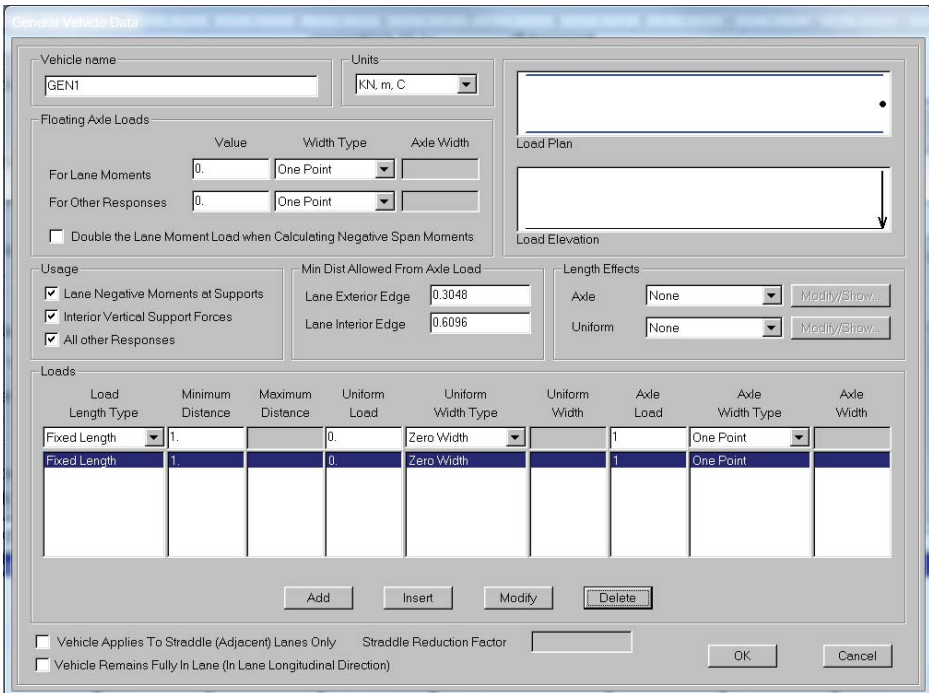 General Vehicle Data
Vehicle name
GEN1
Units
KN, m, C
Load Plan
Load Elevation
Floating Axle Loads
Value Width Type Axle Width
For Lane Moments 0. One Point
For Other Responses 0. One Point
Double the Lane Moment Load when Calculating Negative Span Moments
Usage
Lane Negative Moments at Supports
Interior Vertical Support Forces
All other Responses
Min Dist Allowed From Axle Load
Lane Exterior Edge 0.3048
Lane Interior Edge 0.6096
Length Effects
Axle None Modify/Show...
Uniform None Modify/Show...
Loads
Load Minimum Maximum Uniform Uniform Uniform Axle Axle Axle
Length Type Distance Distance Load Width Type Width Load Width Type Width
Fixed Length 1. 0. Zero Width 1 One Point
Fixed Length 1. 0. Zero Width 1 One Point
Add Insert Modify Delete
Vehicle Applies To Straddle (Adjacent) Lanes Only Straddle Reduction Factor
Vehicle Remains Fully In Lane (In Lane Longitudinal Direction)
OK Cancel